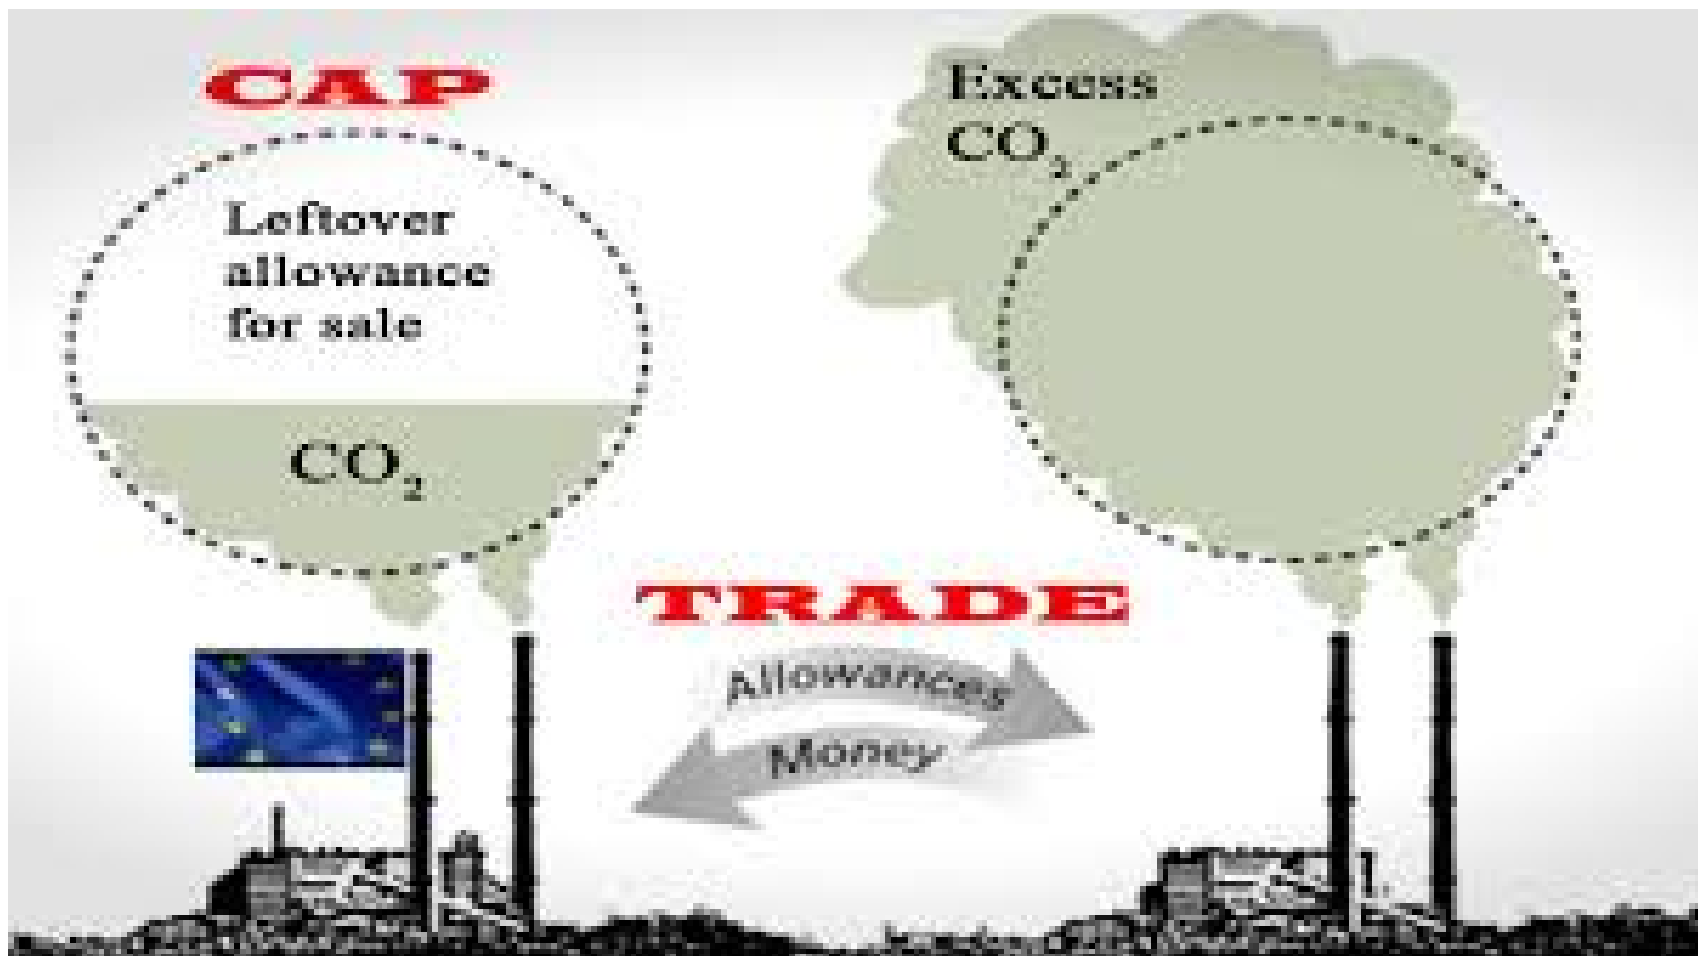 CAP
Leftover
allowance
for sale
CO₂
Excess
CO₂
TRADE
Allowances
Money